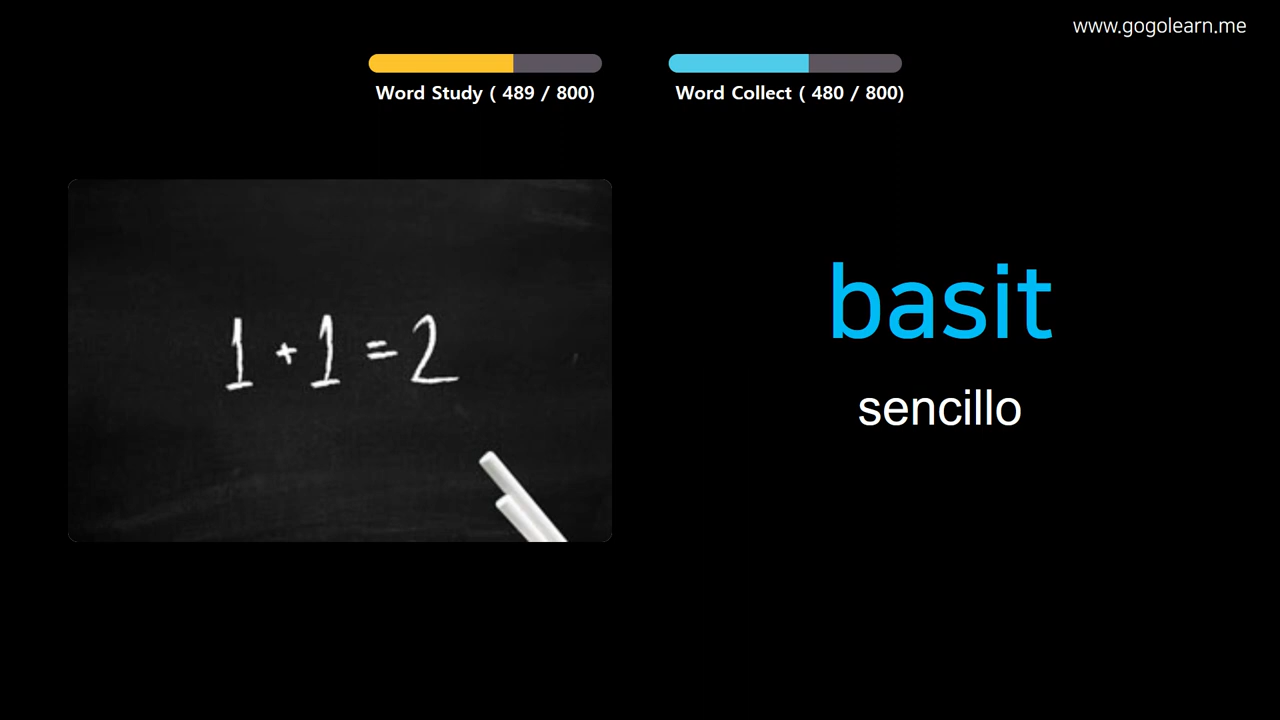 www.gogolearn.me
Word Study ( 489 / 800)
Word Collect ( 480 / 800)
1 + 1 = 2
basit
sencillo